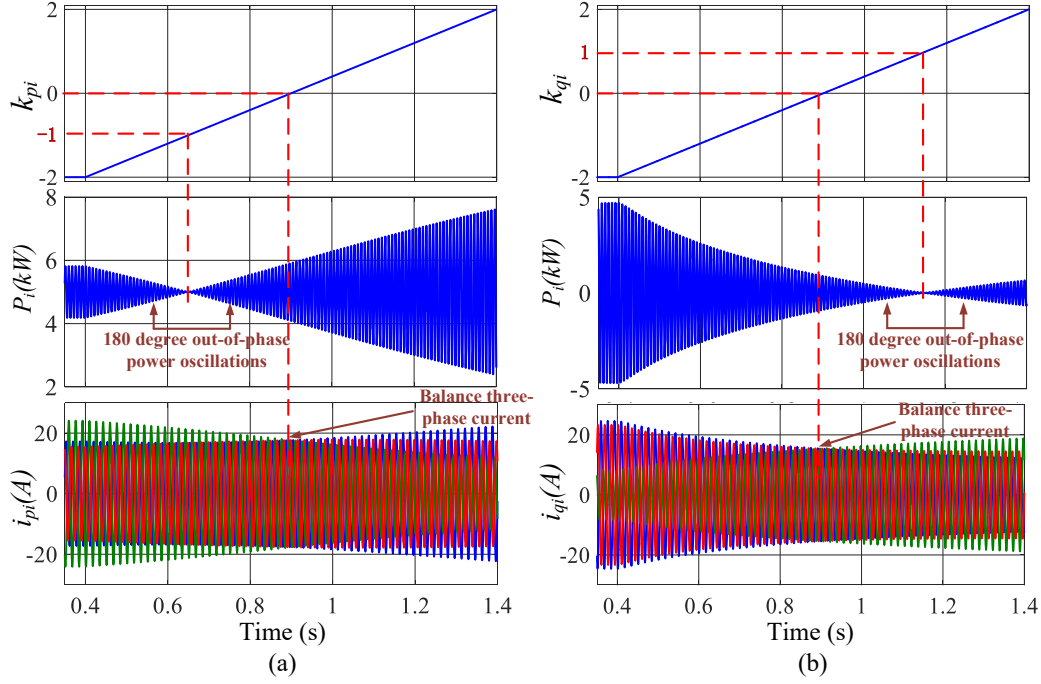 2
0
-1
-2
k_pi
8
6
4
2
P_i(kW)
180 degree out-of-phase
power oscillations
Balance three-
phase current
20
0
-20
i_pi(A)
0.4 0.6 0.8 1 1.2 1.4
Time (s)
(a)
2
1
0
-2
k_qi
5
0
-5
P_i(kW)
180 degree out-of-phase
power oscillations
Balance three-
phase current
20
0
-20
i_qi(A)
0.4 0.6 0.8 1 1.2 1.4
Time (s)
(b)